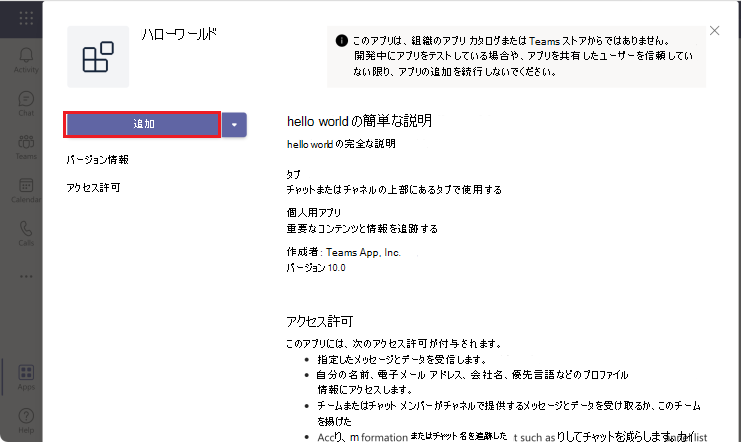 ハローワールド
このアプリは、組織のアプリ カタログまたは Teams ストアからではありません。
開発中にアプリをテストしている場合や、アプリを共有したユーザーを信頼してい
ない限り、アプリの追加を続行しないでください。
Activity
Chat
Teams
Calendar
Calls
Apps
Help
追加
バージョン情報
アクセス許可
hello world の簡単な説明
hello world の完全な説明
タブ
チャットまたはチャネルの上部にあるタブで使用する
個人用アプリ
重要なコンテンツと情報を追跡する
作成者: Teams App, Inc.
バージョン 10.0
アクセス許可
このアプリには、次のアクセス許可が付与されます。
• 指定したメッセージとデータを受信します。
• 自分の名前、電子メール アドレス、会社名、優先言語などのプロファイル
情報にアクセスします。
• チームまたはチャット メンバーがチャネルで提供するメッセージとデータを受け取るか、このチーム
を揚げた
• Accり、m formation またはチャット名を追跡した t such as りしてチャットを減らします。 list